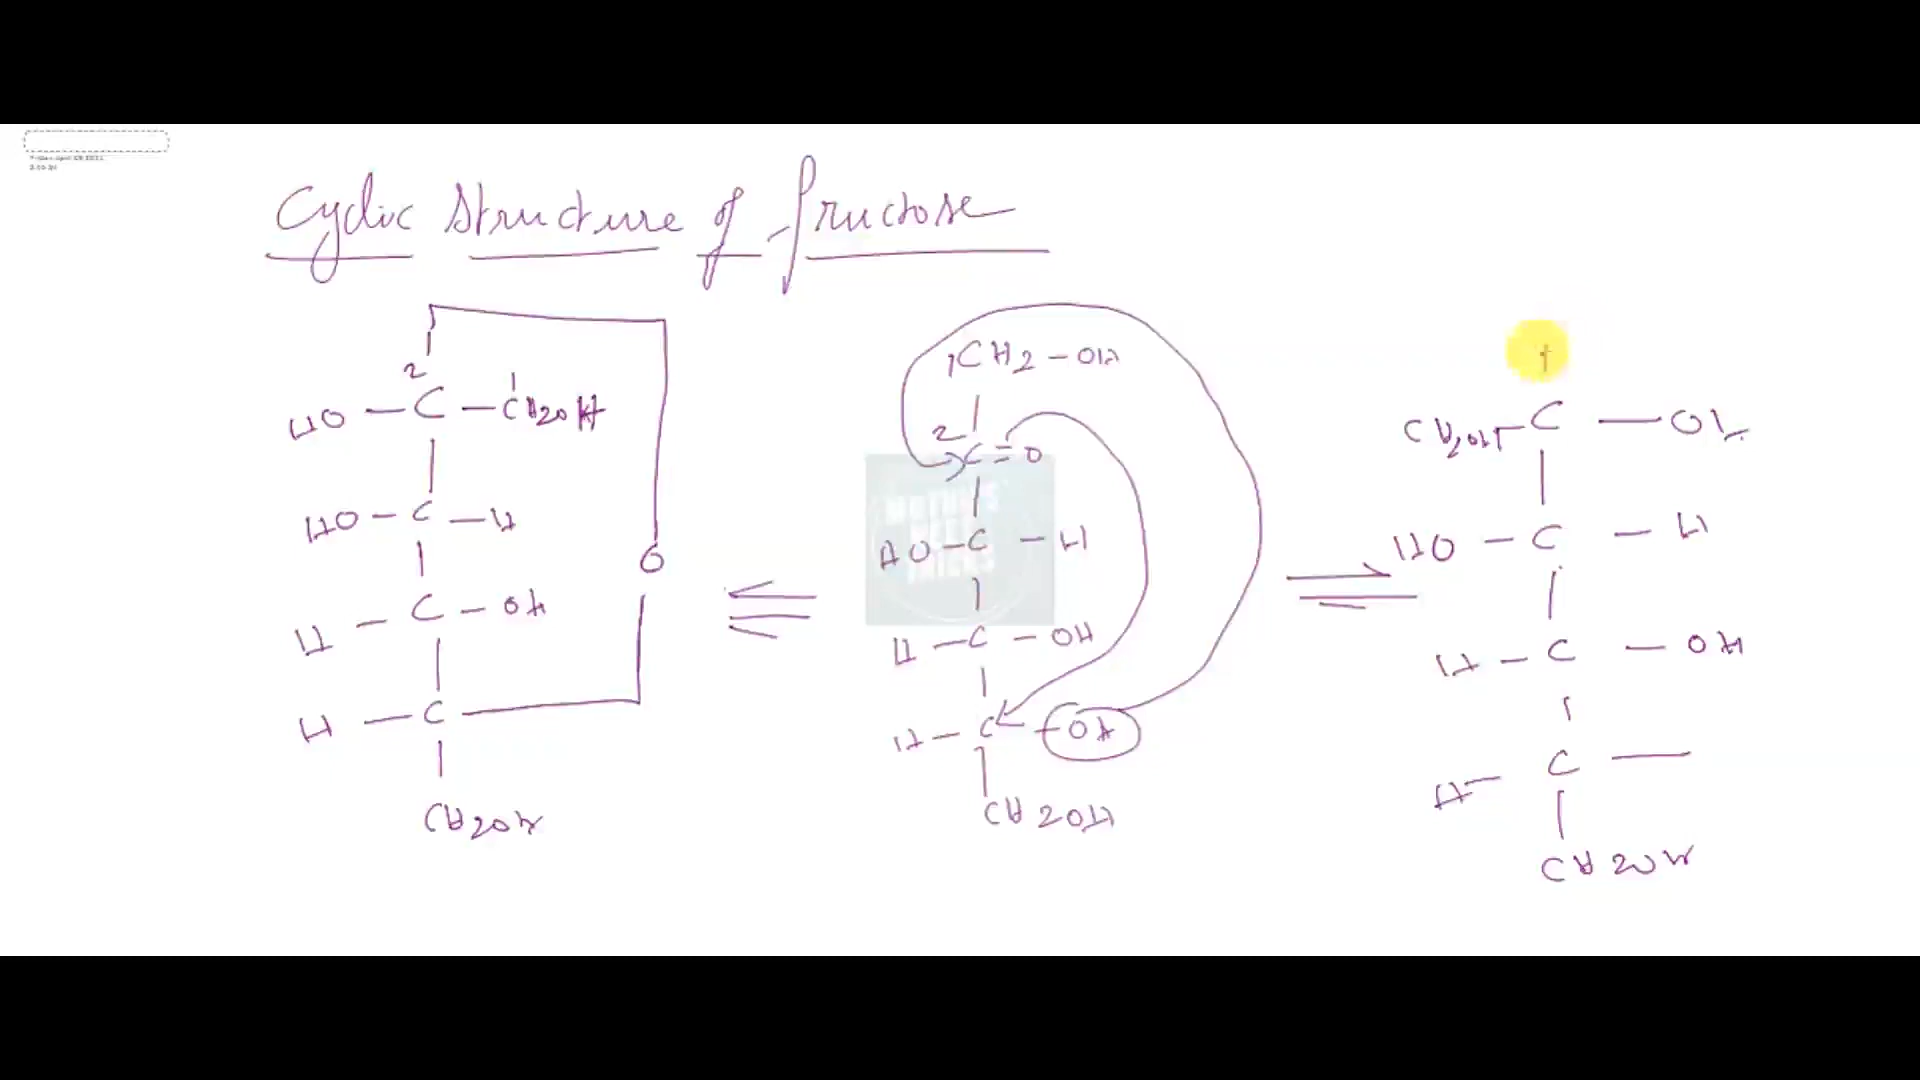 Cyclic Structure of fructose
2
HO - C - CH2OH
HO - C - H
O
H - C - OH
H - C
CH2OH
1CH2 - OH
2
C = O
HO - C - H
H - C - OH
H - C - OH
CH2OH
CH2OH - C - OH
HO - C - H
H - C - OH
H - C -
CH2OH